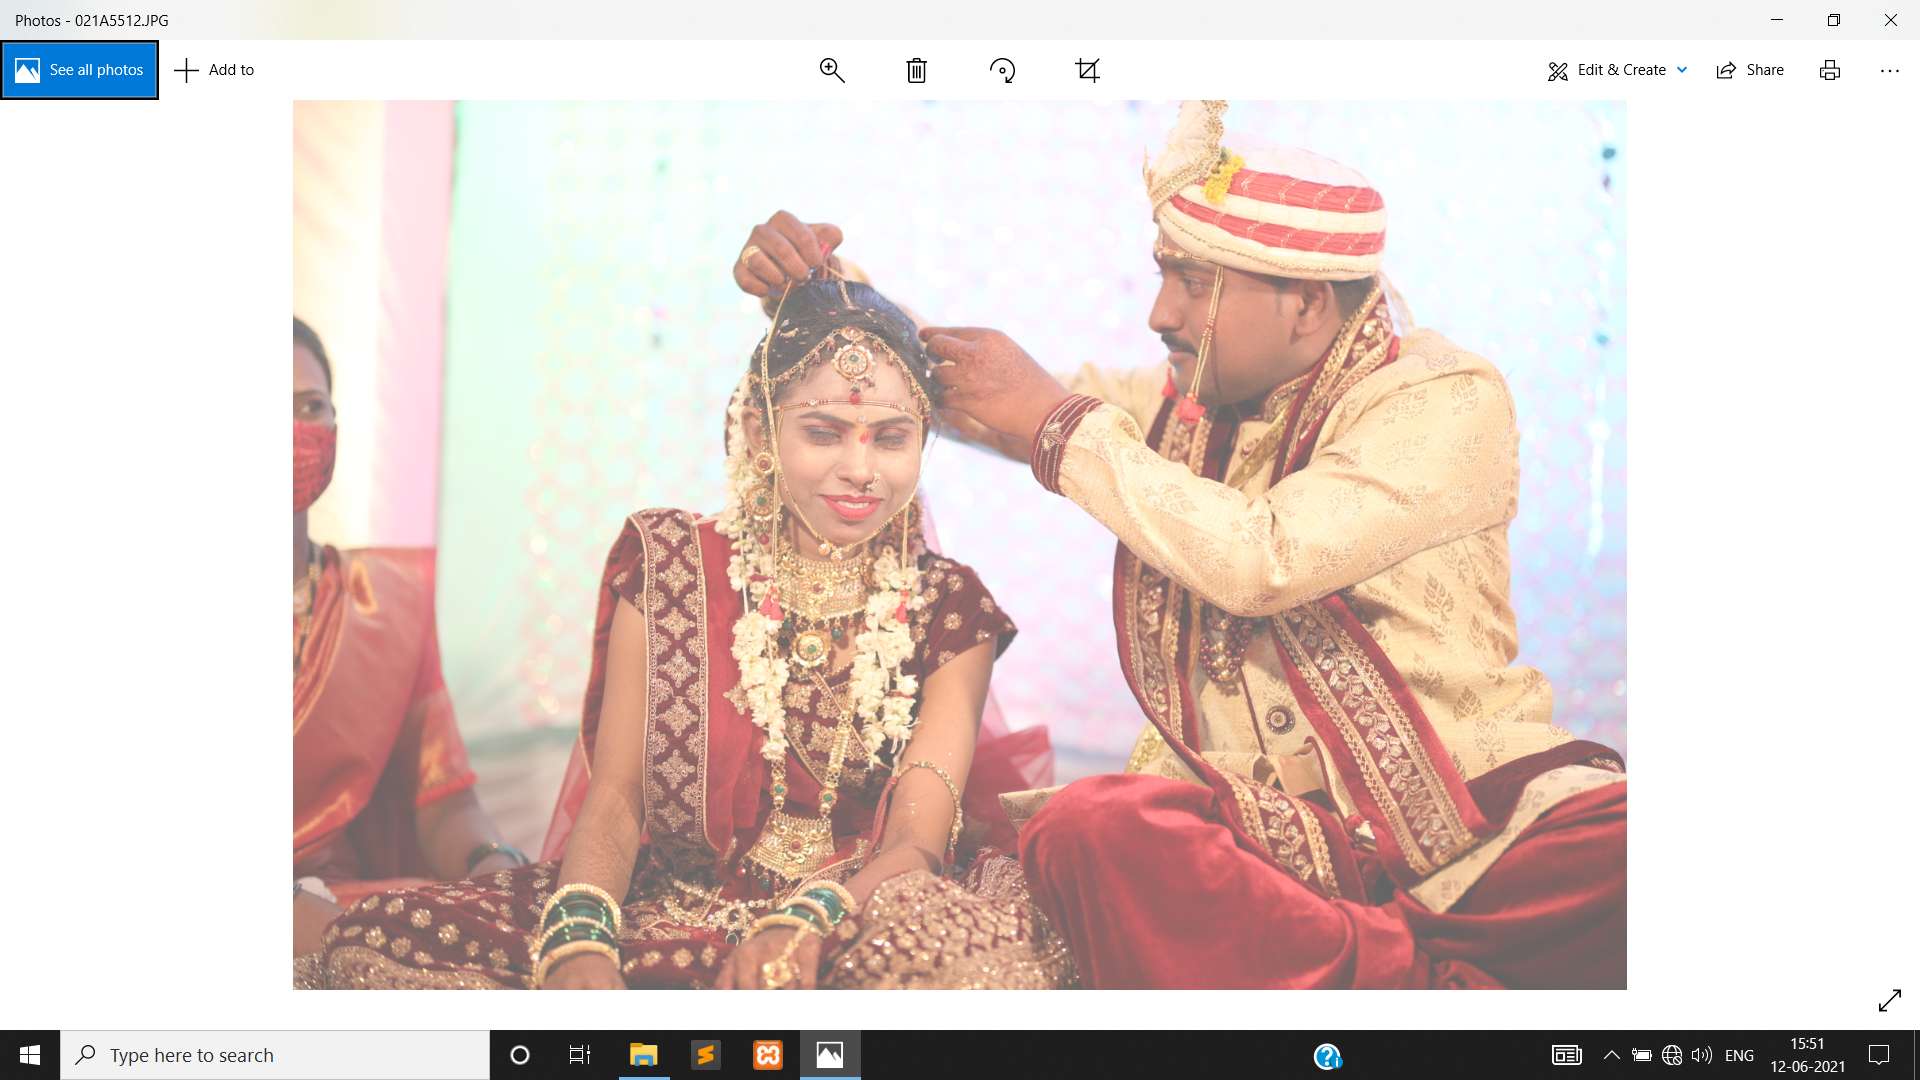 Photos - 021A5512.JPG
See all photos
Add to
Edit & Create
Share
Type here to search
ENG
15:51
12-06-2021